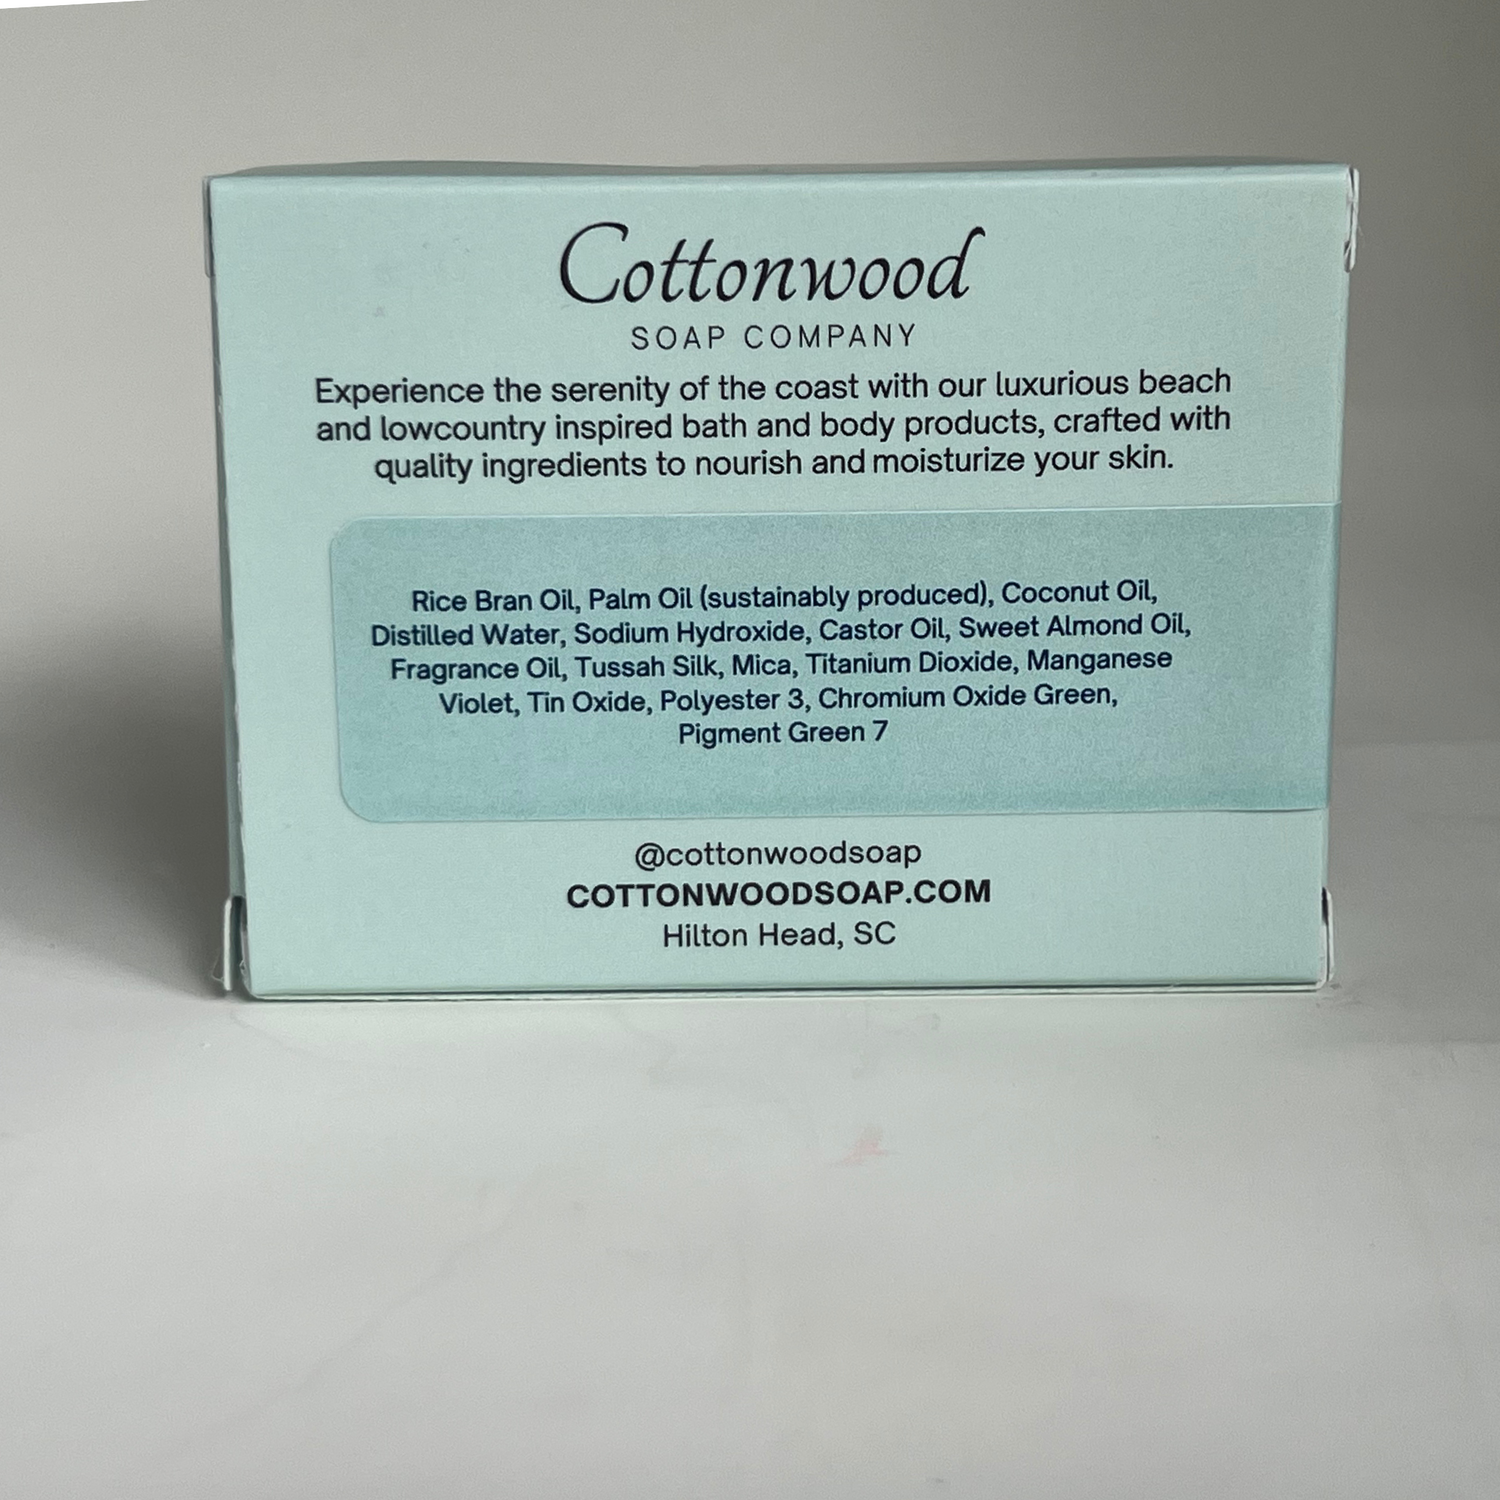 Cottonwood
SOAP COMPANY
Experience the serenity of the coast with our luxurious beach
and lowcountry inspired bath and body products, crafted with
quality ingredients to nourish and moisturize your skin.
Rice Bran Oil, Palm Oil (sustainably produced), Coconut Oil,
Distilled Water, Sodium Hydroxide, Castor Oil, Sweet Almond Oil,
Fragrance Oil, Tussah Silk, Mica, Titanium Dioxide, Manganese
Violet, Tin Oxide, Polyester 3, Chromium Oxide Green,
Pigment Green 7
@cottonwoodsoap
COTTONWOODSOAP.COM
Hilton Head, SC